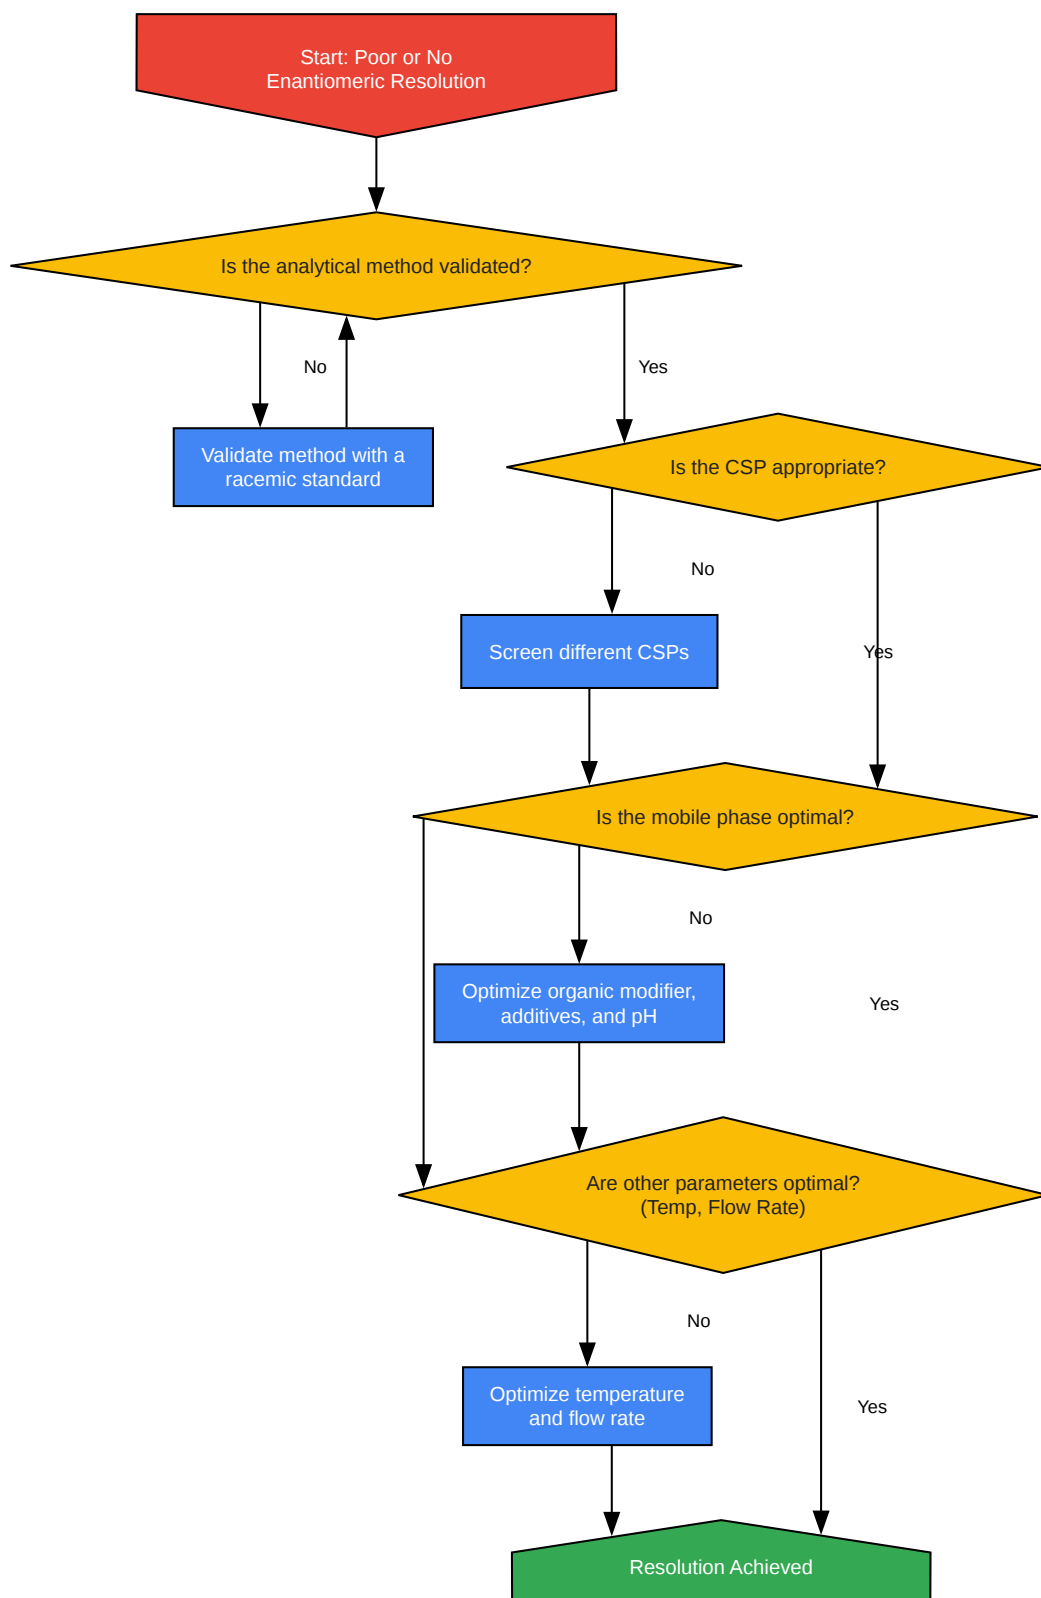 Start: Poor or No
Enantiomeric Resolution
Is the analytical method validated?
No
Yes
Validate method with a
racemic standard
Is the CSP appropriate?
No
Screen different CSPs
Yes
Is the mobile phase optimal?
No
Optimize organic modifier,
additives, and pH
Yes
Are other parameters optimal?
(Temp, Flow Rate)
No
Optimize temperature
and flow rate
Yes
Resolution Achieved